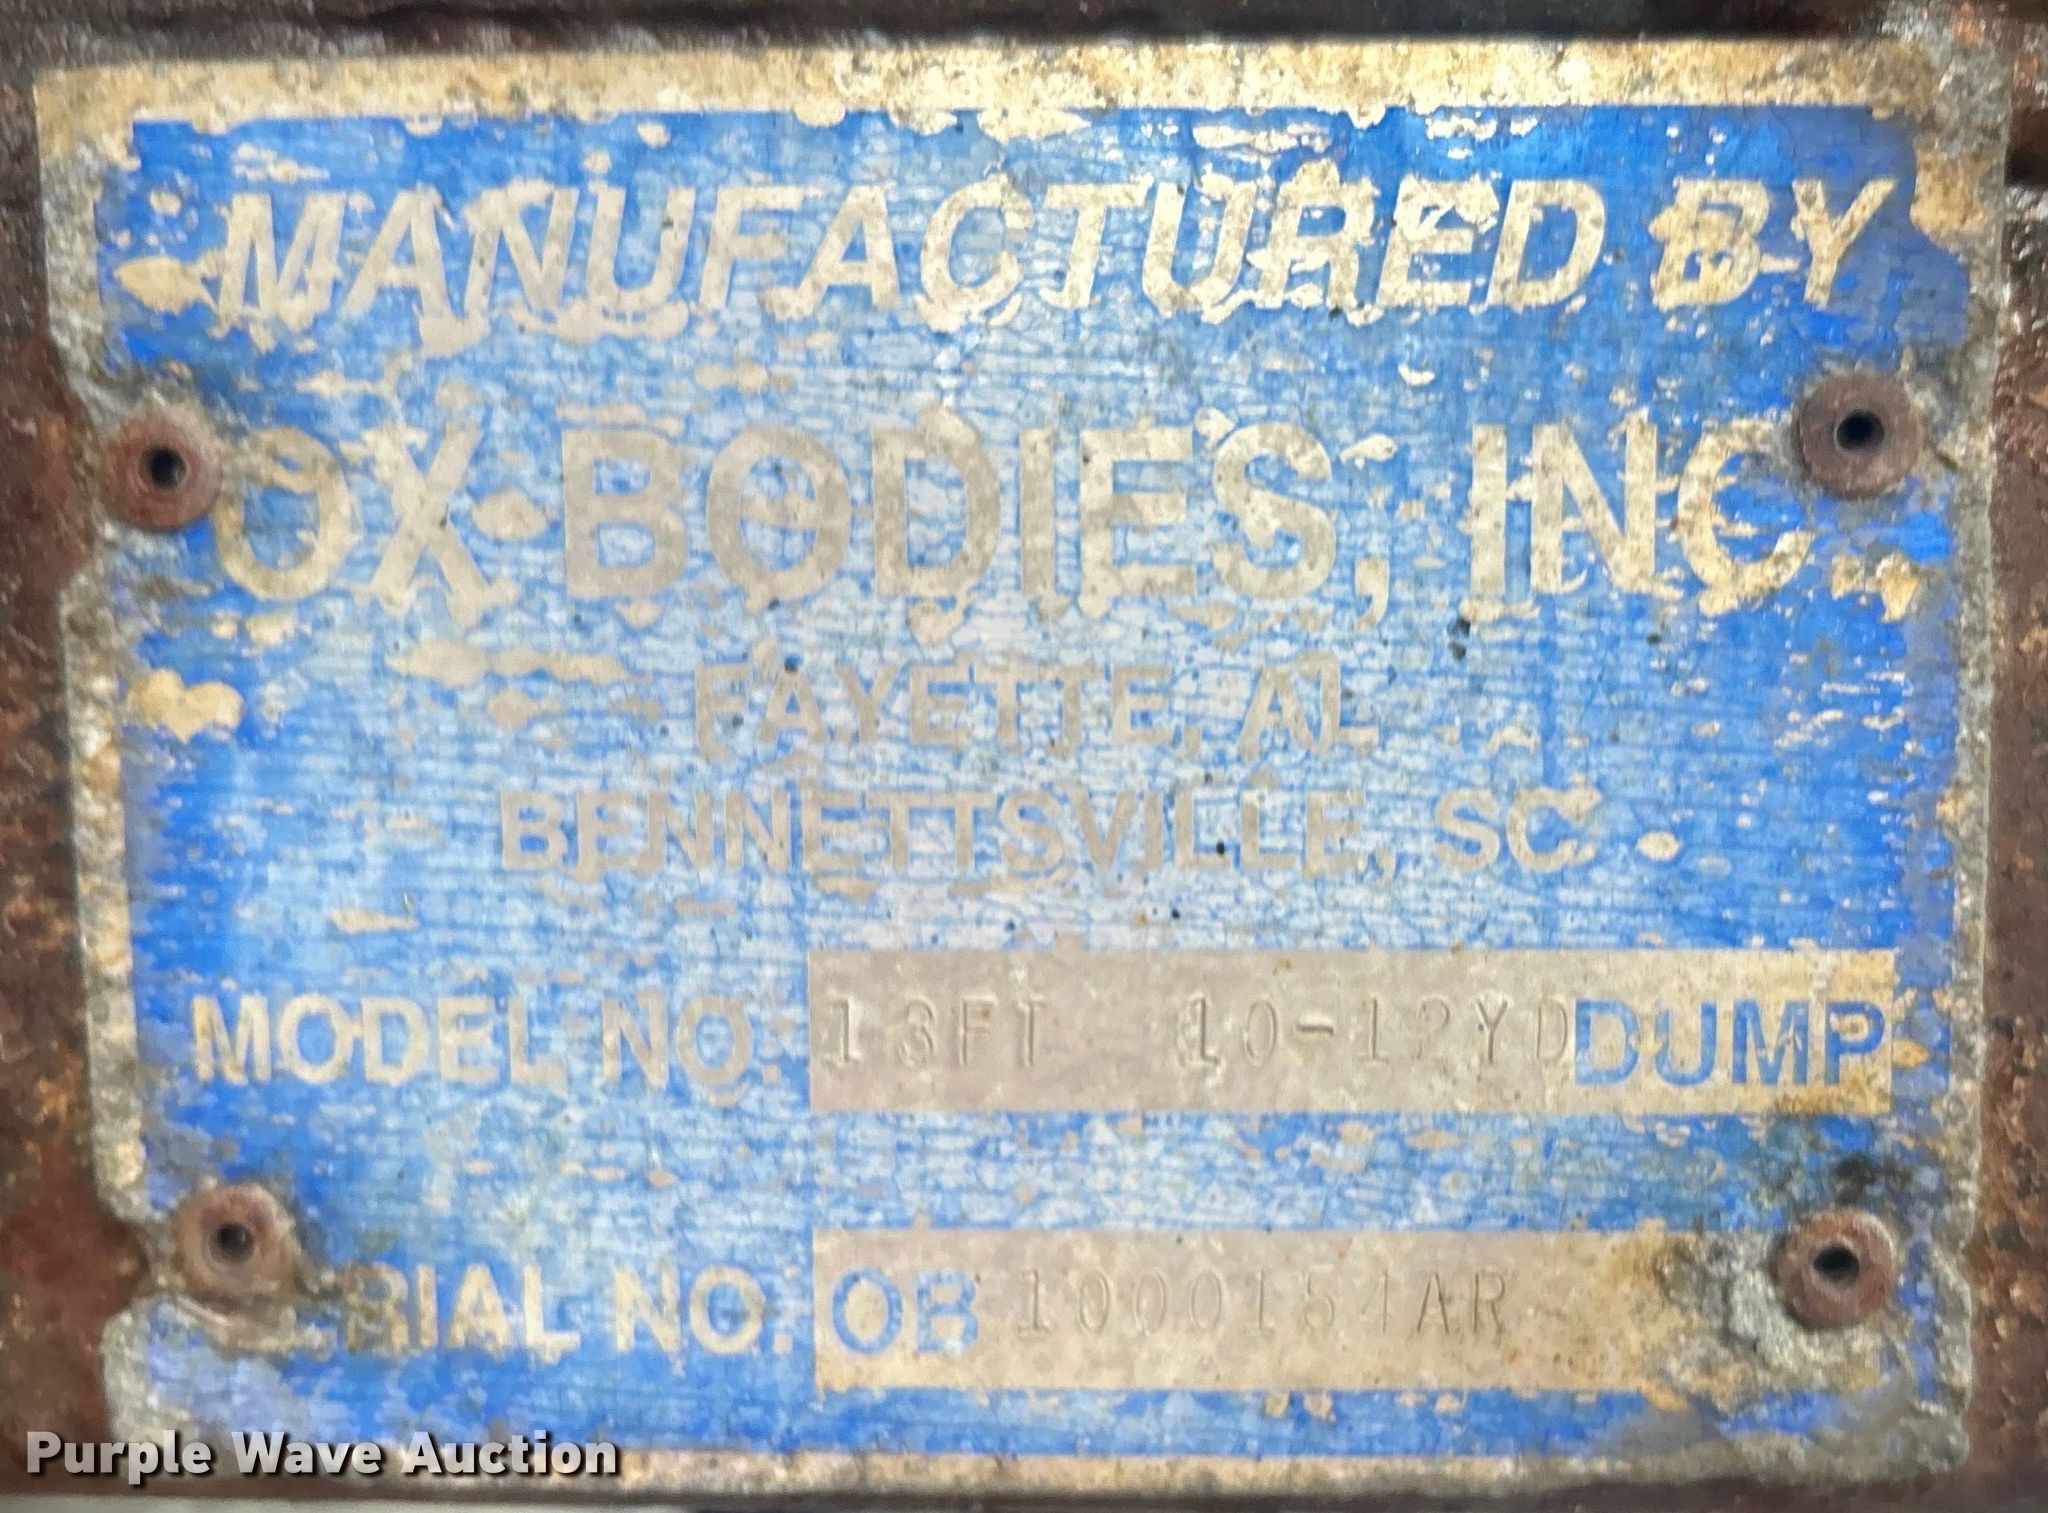 MANUFACTURED BY
OX BODIES, INC.
FAYETTE, AL
BENNETTSVILLE, SC
MODEL NO. 13FT 10-12YD DUMP
RIAL NO. OB 1000154AR
Purple Wave Auction